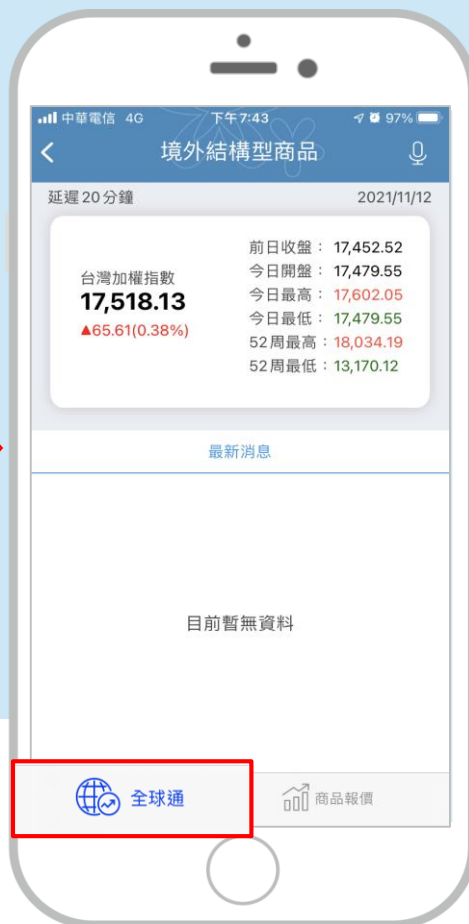 中華電信 4G 下午7:43 97%
境外結構型商品
延遲20分鐘 2021/11/12
台灣加權指數
17,518.13
▲65.61(0.38%)
前日收盤： 17,452.52
今日開盤： 17,479.55
今日最高： 17,602.05
今日最低： 17,479.55
52周最高：18,034.19
52周最低：13,170.12
最新消息
目前暫無資料
全球通 商品報價